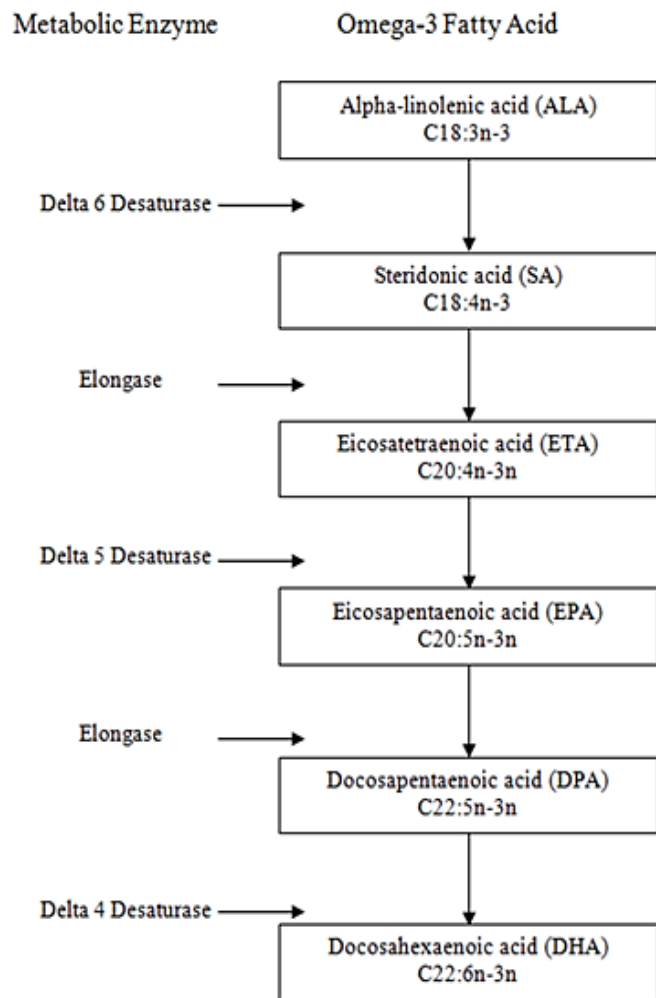 Metabolic Enzyme Omega-3 Fatty Acid
Alpha-linolenic acid (ALA)
C18:3n-3
Delta 6 Desaturase
Steridonic acid (SA)
C18:4n-3
Elongase
Eicosatetraenoic acid (ETA)
C20:4n-3n
Delta 5 Desaturase
Eicosapentaenoic acid (EPA)
C20:5n-3n
Elongase
Docosapentaenoic acid (DPA)
C22:5n-3n
Delta 4 Desaturase
Docosahexaenoic acid (DHA)
C22:6n-3n